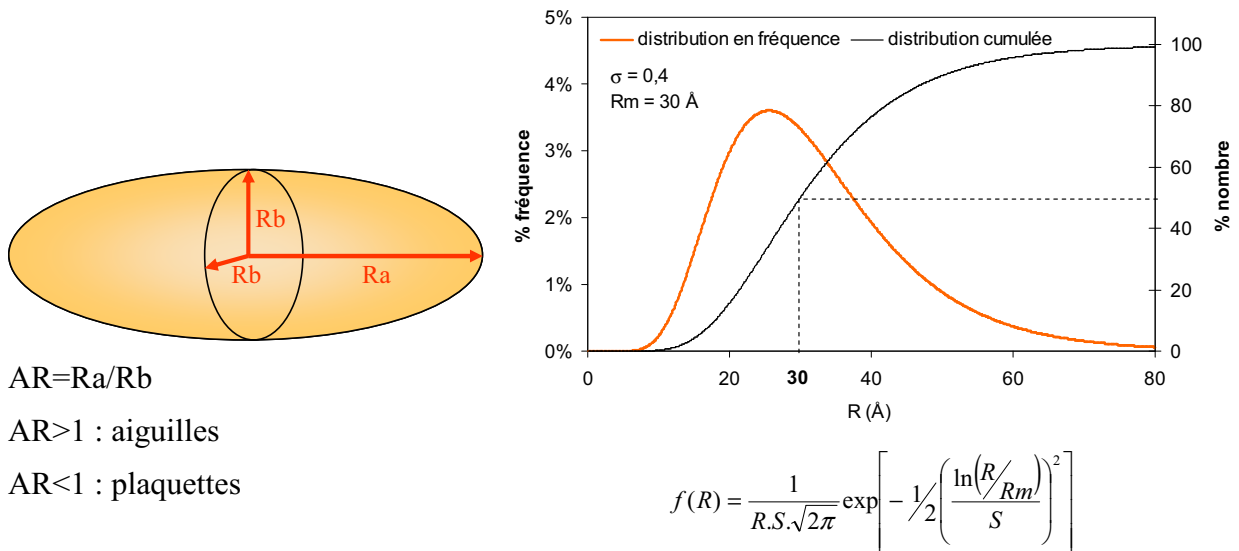 Rb
Rb
Ra
AR=Ra/Rb
AR>1 : aiguilles
AR<1 : plaquettes
5%
4%
3%
2%
1%
0%
% fréquence
distribution en fréquence
distribution cumulée
σ = 0,4
Rm = 30 Å
100
80
60
40
20
0
% nombre
0 20 30 40 60 80
R (Å)
f(R) = 1/(R.S.√2π) exp[-1/2(ln(R/Rm)/S)²]